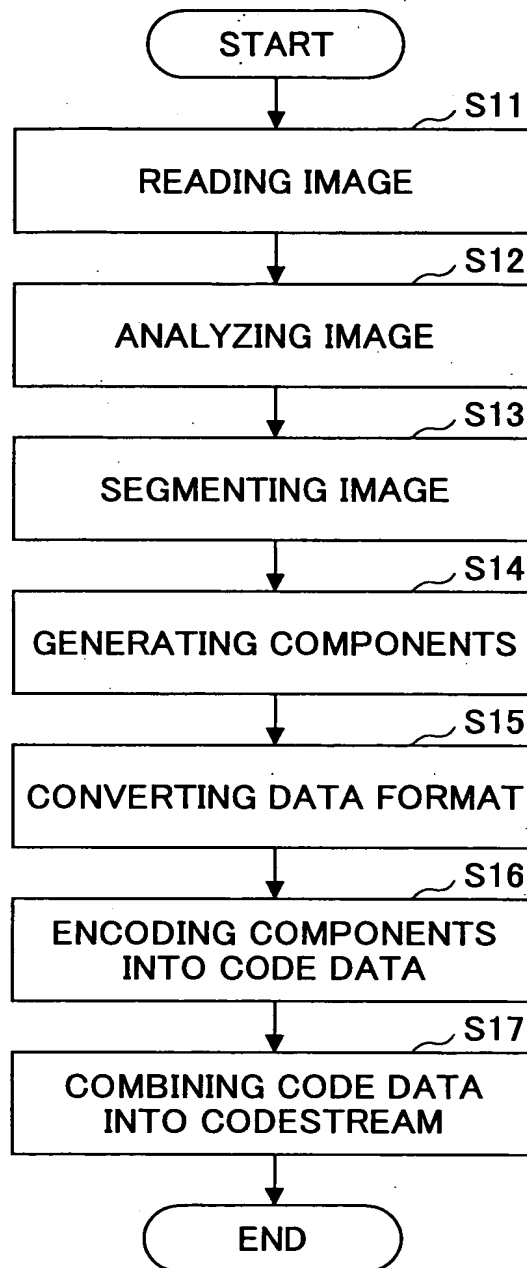 START
S11
READING IMAGE
S12
ANALYZING IMAGE
S13
SEGMENTING IMAGE
S14
GENERATING COMPONENTS
S15
CONVERTING DATA FORMAT
S16
ENCODING COMPONENTS
INTO CODE DATA
S17
COMBINING CODE DATA
INTO CODESTREAM
END